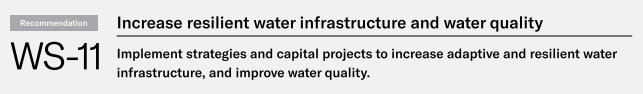 Recommendation
WS-11
Increase resilient water infrastructure and water quality
Implement strategies and capital projects to increase adaptive and resilient water
infrastructure, and improve water quality.